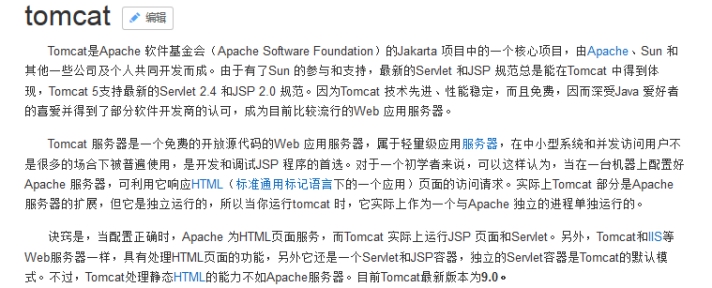 tomcat 编辑
Tomcat是Apache 软件基金会（Apache Software Foundation）的Jakarta 项目中的一个核心项目，由Apache、Sun 和
其他一些公司及个人共同开发而成。由于有了Sun 的参与和支持，最新的Servlet 和JSP 规范总是能在Tomcat 中得到体
现，Tomcat 5支持最新的Servlet 2.4 和JSP 2.0 规范。因为Tomcat 技术先进、性能稳定，而且免费，因而深受Java 爱好者
的喜爱并得到了部分软件开发商的认可，成为目前比较流行的Web 应用服务器。
Tomcat 服务器是一个免费的开放源代码的Web 应用服务器，属于轻量级应用服务器，在中小型系统和并发访问用户不
是很多的场合下被普遍使用，是开发和调试JSP 程序的首选。对于一个初学者来说，可以这样认为，当在一台机器上配置好
Apache 服务器，可利用它响应HTML（标准通用标记语言下的一个应用）页面的访问请求。实际上Tomcat 部分是Apache
服务器的扩展，但它是独立运行的，所以当你运行tomcat 时，它实际上作为一个与Apache 独立的进程单独运行的。
诀窍是，当配置正确时，Apache 为HTML页面服务，而Tomcat 实际上运行JSP 页面和Servlet。另外，Tomcat和IIS等
Web服务器一样，具有处理HTML页面的功能，另外它还是一个Servlet和JSP容器，独立的Servlet容器是Tomcat的默认模
式。不过，Tomcat处理静态HTML的能力不如Apache服务器。目前Tomcat最新版本为9.0。